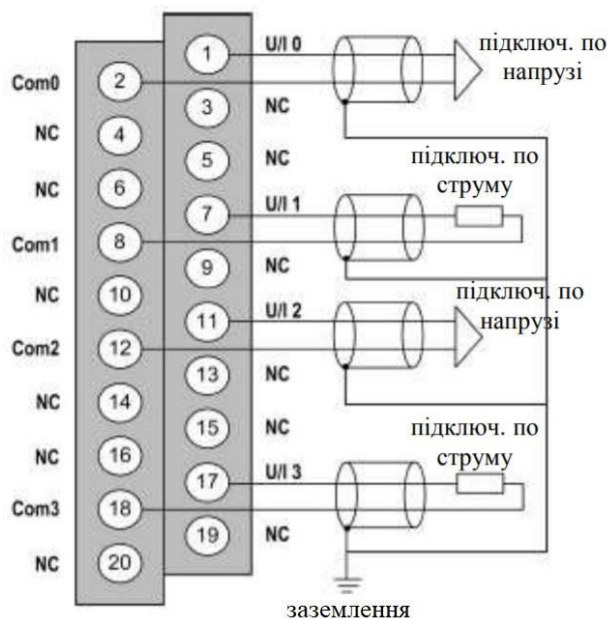 1 U/I 0 підключ. по
напрузі
Com0 2
3 NC
NC 4
5 NC
підключ. по
струму
NC 6
7 U/I 1
Com1 8
9 NC
підключ. по
напрузі
NC 10
11 U/I 2
Com2 12
13 NC
NC 14
15 NC
підключ. по
струму
NC 16
17 U/I 3
Com3 18
19 NC
NC 20
заземлення